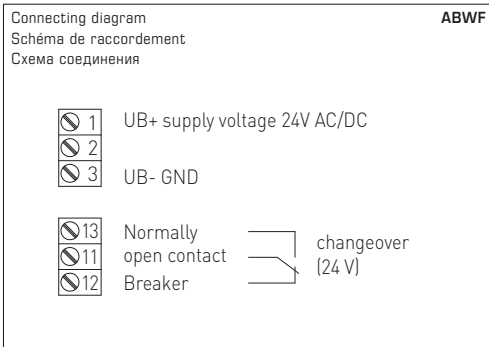 Connecting diagram
ABWF
Schéma de raccordement
Схема соединения
1 UB+ supply voltage 24V AC/DC
2
3 UB- GND
13 Normally
11 open contact
12 Breaker
changeover
(24 V)